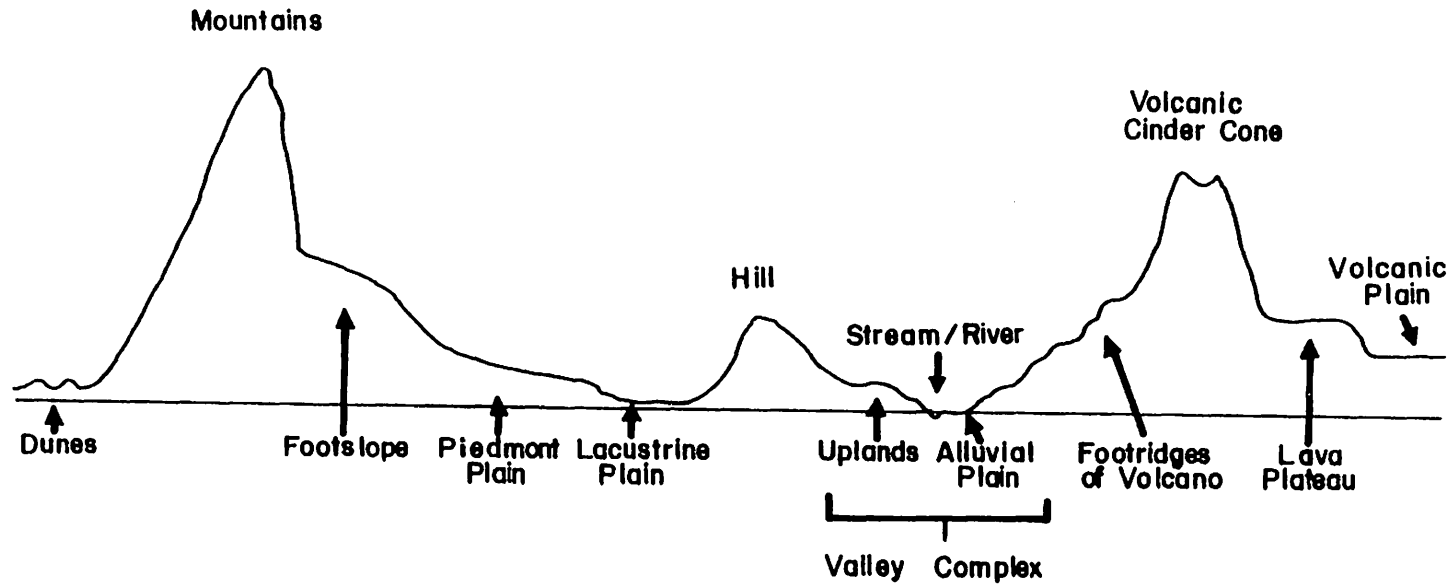 Mountains
Volcanic
Cinder Cone
Hill
Volcanic
Plain
Stream/River
Dunes
Footslope
Piedmont
Plain
Lacustrine
Plain
Uplands
Alluvial
Plain
Footridges
of Volcano
Lava
Plateau
Valley Complex